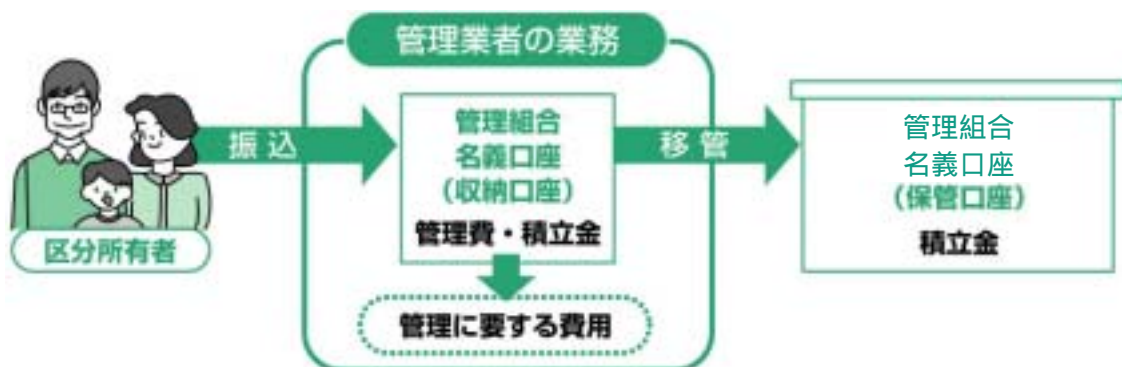 管理業者の業務
区分所有者
振込
管理組合
名義口座
(収納口座)
管理費・積立金
管理に要する費用
移管
管理組合
名義口座
(保管口座)
積立金